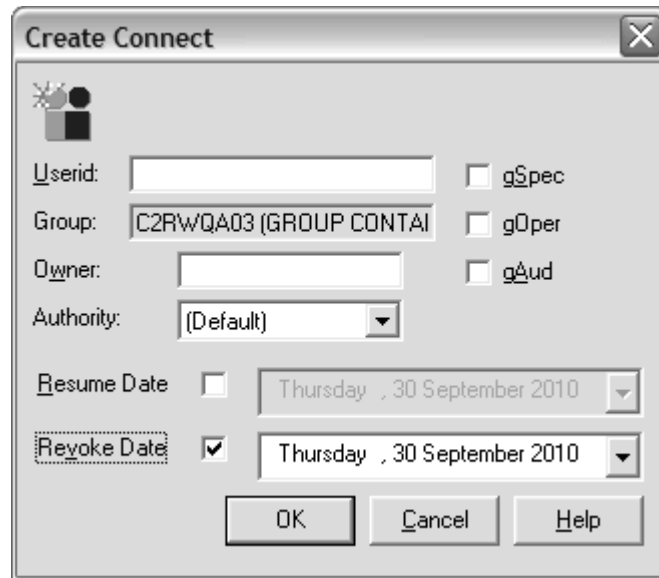 Create Connect
Userid:
gSpec
Group: C2RWQA03 (GROUP CONTAI
gOper
Owner:
gAud
Authority: (Default)
Resume Date Thursday , 30 September 2010
Revoke Date Thursday , 30 September 2010
OK Cancel Help